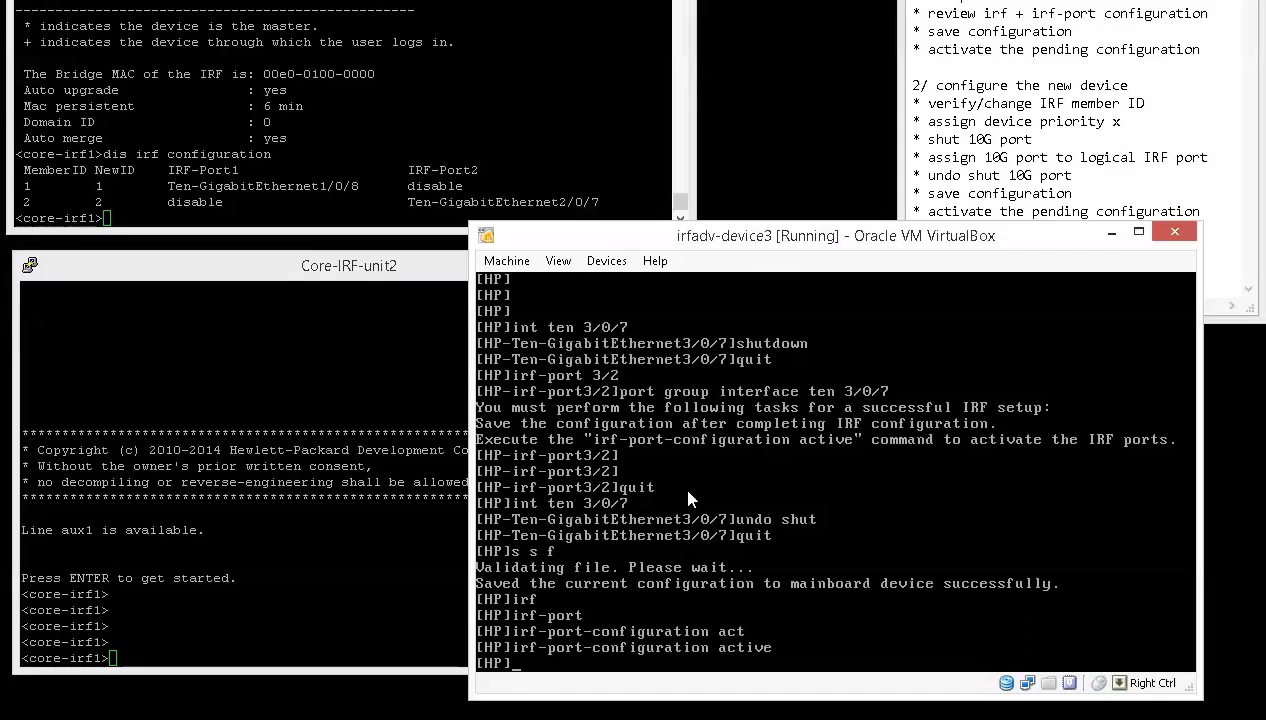 -------------------------------------------------
* indicates the device is the master.
+ indicates the device through which the user logs in.
The Bridge MAC of the IRF is: 00e0-0100-0000
Auto upgrade : yes
Mac persistent : 6 min
Domain ID : 0
Auto merge : yes
<core-irf1>dis irf configuration
MemberID NewID IRF-Port1 IRF-Port2
1 1 Ten-GigabitEthernet1/0/8 disable
2 2 disable Ten-GigabitEthernet2/0/7
<core-irf1>
* review irf + irf-port configuration
* save configuration
* activate the pending configuration
2/ configure the new device
* verify/change IRF member ID
* assign device priority x
* shut 10G port
* assign 10G port to logical IRF port
* undo shut 10G port
* save configuration
* activate the pending configuration
Core-IRF-unit2
********************************************************
* Copyright (c) 2010-2014 Hewlett-Packard Development Co
* Without the owner's prior written consent,
* no decompiling or reverse-engineering shall be allowed
********************************************************
Line aux1 is available.
Press ENTER to get started.
<core-irf1>
<core-irf1>
<core-irf1>
<core-irf1>
<core-irf1>
irfadv-device3 [Running] - Oracle VM VirtualBox
Machine View Devices Help
[HP]
[HP]
[HP]
[HP]int ten 3/0/7
[HP-Ten-GigabitEthernet3/0/7]shutdown
[HP-Ten-GigabitEthernet3/0/7]quit
[HP]irf-port 3/2
[HP-irf-port3/2]port group interface ten 3/0/7
You must perform the following tasks for a successful IRF setup:
Save the configuration after completing IRF configuration.
Execute the "irf-port-configuration active" command to activate the IRF ports.
[HP-irf-port3/2]
[HP-irf-port3/2]
[HP-irf-port3/2]quit
[HP]int ten 3/0/7
[HP-Ten-GigabitEthernet3/0/7]undo shut
[HP-Ten-GigabitEthernet3/0/7]quit
[HP]s s f
Validating file. Please wait...
Saved the current configuration to mainboard device successfully.
[HP]irf
[HP]irf-port
[HP]irf-port-configuration act
[HP]irf-port-configuration active
[HP]_
Right Ctrl